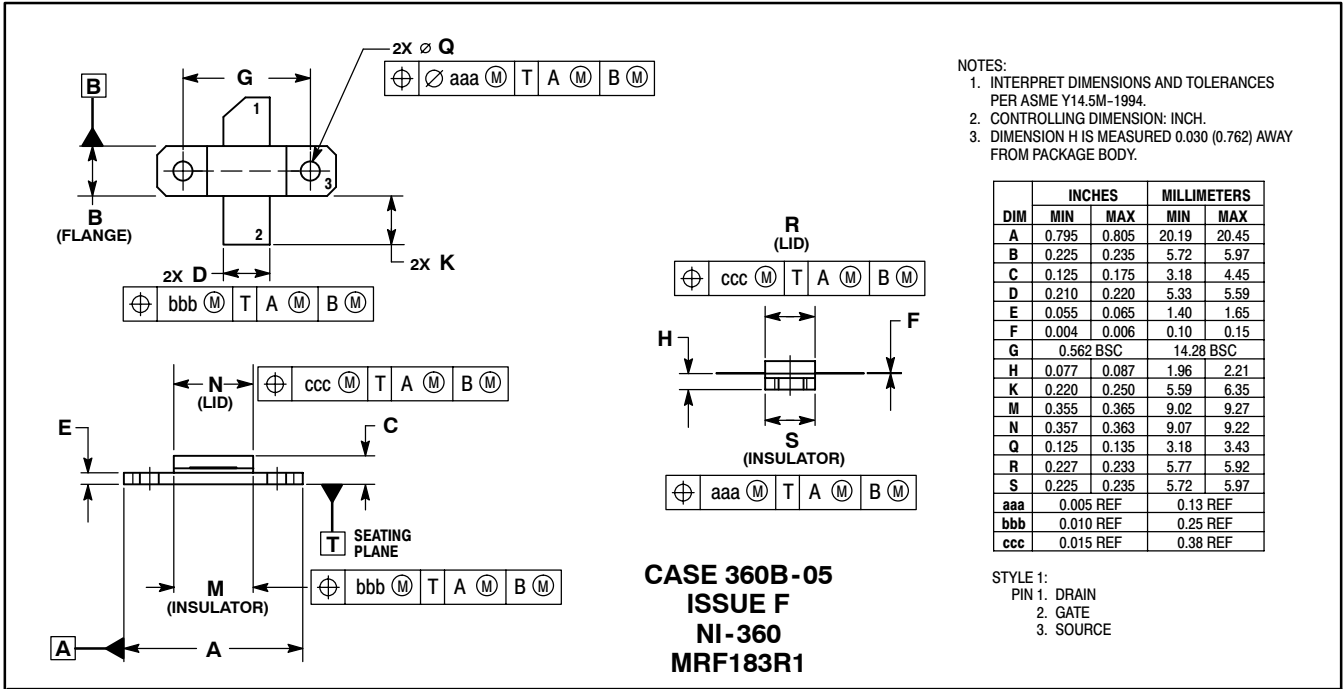 2X ⌀ Q
⌖ ⌀ aaa Ⓜ T A Ⓜ B Ⓜ
G
B
1
3
B
(FLANGE)
2
2X K
2X D
⌖ bbb Ⓜ T A Ⓜ B Ⓜ
R
(LID)
⌖ ccc Ⓜ T A Ⓜ B Ⓜ
H
F
S
(INSULATOR)
⌖ aaa Ⓜ T A Ⓜ B Ⓜ
N
(LID)
⌖ ccc Ⓜ T A Ⓜ B Ⓜ
E
C
T
SEATING
PLANE
M
(INSULATOR)
⌖ bbb Ⓜ T A Ⓜ B Ⓜ
A
A
CASE 360B-05
ISSUE F
NI-360
MRF183R1
NOTES:
1. INTERPRET DIMENSIONS AND TOLERANCES
PER ASME Y14.5M-1994.
2. CONTROLLING DIMENSION: INCH.
3. DIMENSION H IS MEASURED 0.030 (0.762) AWAY
FROM PACKAGE BODY.
INCHES MILLIMETERS
DIM MIN MAX MIN MAX
A 0.795 0.805 20.19 20.45
B 0.225 0.235 5.72 5.97
C 0.125 0.175 3.18 4.45
D 0.210 0.220 5.33 5.59
E 0.055 0.065 1.40 1.65
F 0.004 0.006 0.10 0.15
G 0.562 BSC 14.28 BSC
H 0.077 0.087 1.96 2.21
K 0.220 0.250 5.59 6.35
M 0.355 0.365 9.02 9.27
N 0.357 0.363 9.07 9.22
Q 0.125 0.135 3.18 3.43
R 0.227 0.233 5.77 5.92
S 0.225 0.235 5.72 5.97
aaa 0.005 REF 0.13 REF
bbb 0.010 REF 0.25 REF
ccc 0.015 REF 0.38 REF
STYLE 1:
PIN 1. DRAIN
2. GATE
3. SOURCE